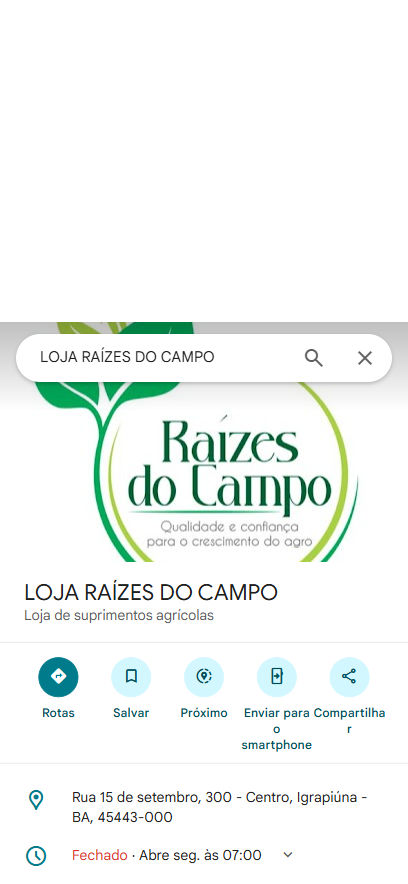 LOJA RAÍZES DO CAMPO
Raízes
do Campo
Qualidade e confiança
para o crescimento do agro
LOJA RAÍZES DO CAMPO
Loja de suprimentos agrícolas
Rotas
Salvar
Próximo
Enviar para
o
smartphone
Compartilha
r
Rua 15 de setembro, 300 - Centro, Igrapiúna -
BA, 45443-000
Fechado · Abre seg. às 07:00